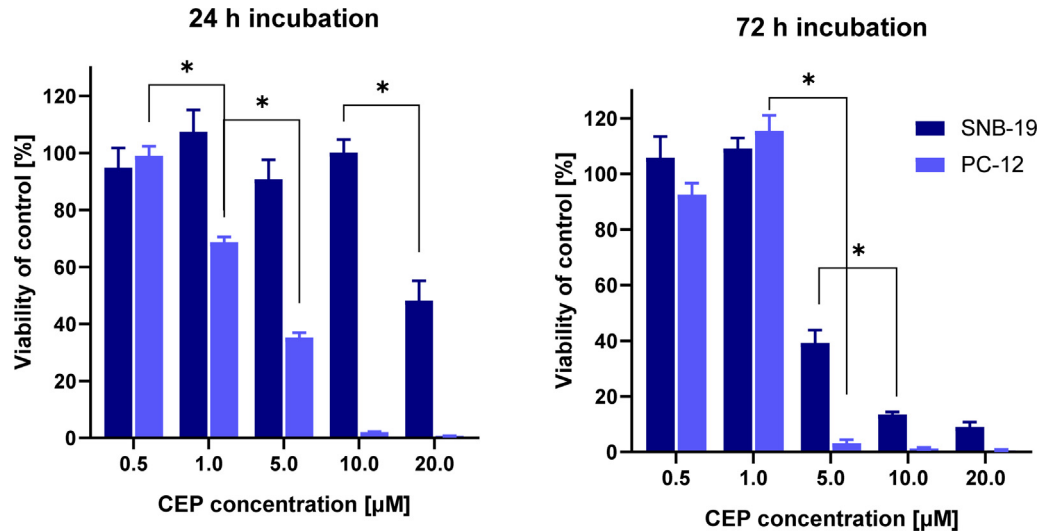 24 h incubation
* * *
Viability of control [%]
120
100
80
60
40
20
0
0.5 1.0 5.0 10.0 20.0
CEP concentration [µM]
72 h incubation
*
*
Viability of control [%]
120
100
80
60
40
20
0
0.5 1.0 5.0 10.0 20.0
CEP concentration [µM]
SNB-19
PC-12